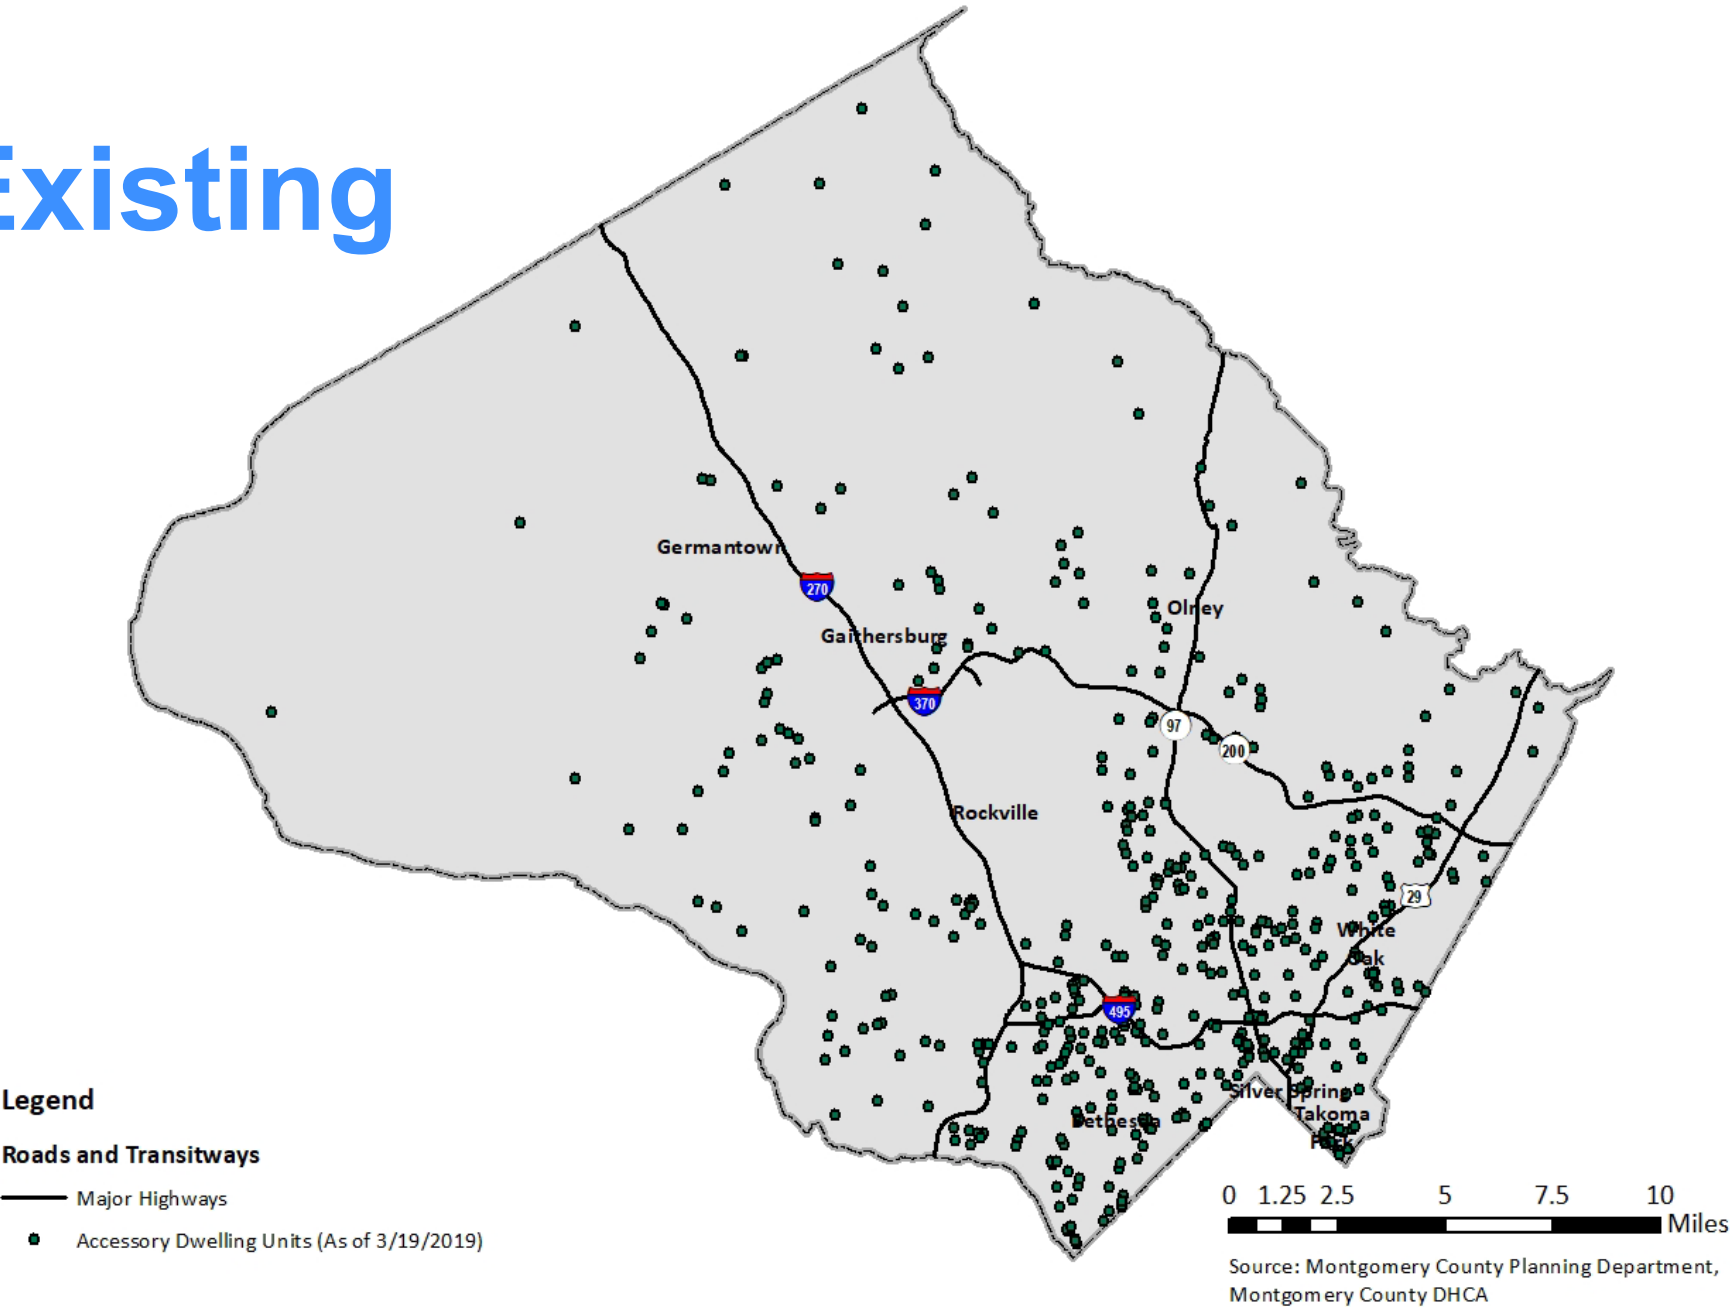 Existing
Germantown
270
Gaithersburg
Olney
370
97
200
Rockville
29
White
Oak
495
Silver Spring
Takoma
Park
Bethesda
Legend
Roads and Transitways
Major Highways
Accessory Dwelling Units (As of 3/19/2019)
0 1.25 2.5 5 7.5 10
Miles
Source: Montgomery County Planning Department,
Montgomery County DHCA